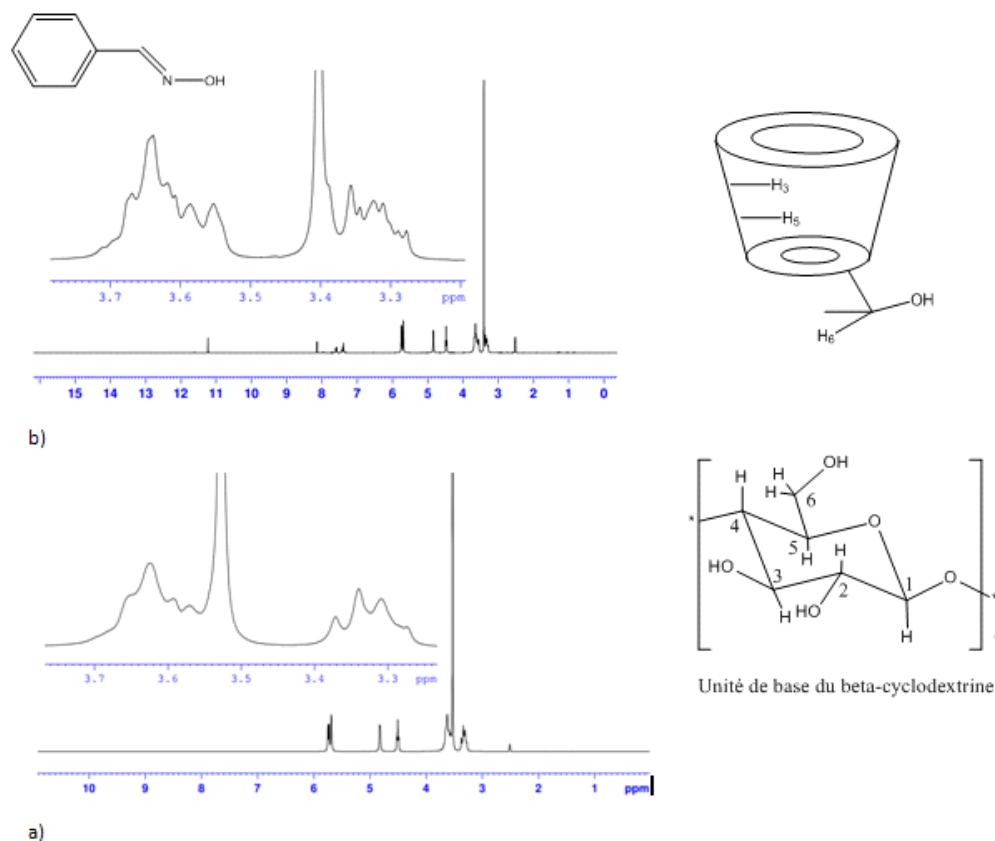 N OH
3.7 3.6 3.5 3.4 3.3 ppm
15 14 13 12 11 10 9 8 7 6 5 4 3 2 1 0
b)
H3
H5
OH
H6
3.7 3.6 3.5 3.4 ppm 3.3
10 9 8 7 6 5 4 3 2 1 ppm
a)
OH
H
H
H 6
* 4 O
5 H
HO H O
3 2 1 *
HO
H H
Unité de base du beta-cyclodextrine